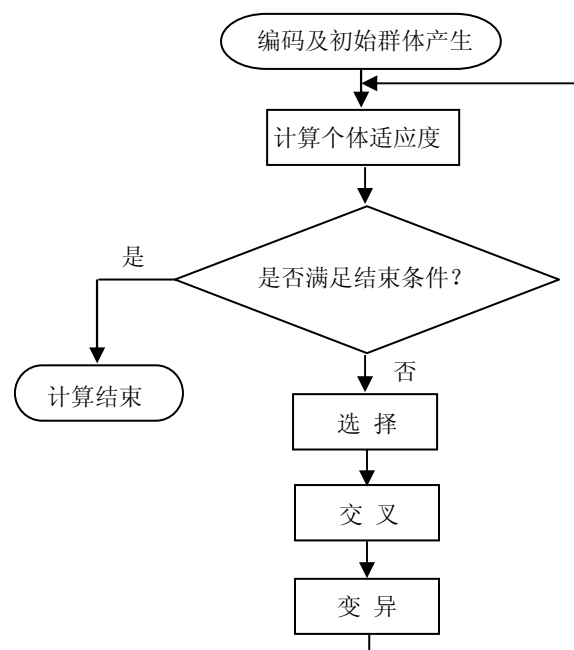 编码及初始群体产生
计算个体适应度
是
是否满足结束条件？
否
计算结束
选 择
交 叉
变 异